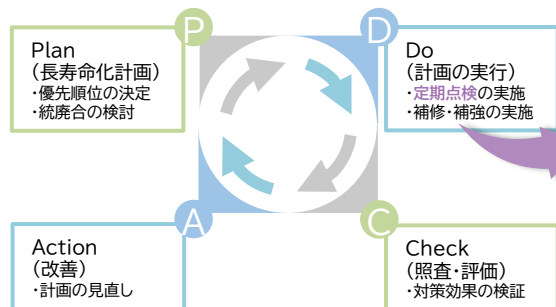 P
Plan
(長寿命化計画)
・優先順位の決定
・統廃合の検討
D
Do
(計画の実行)
・定期点検の実施
・補修・補強の実施
A
Action
(改善)
・計画の見直し
C
Check
(照査・評価)
・対策効果の検証